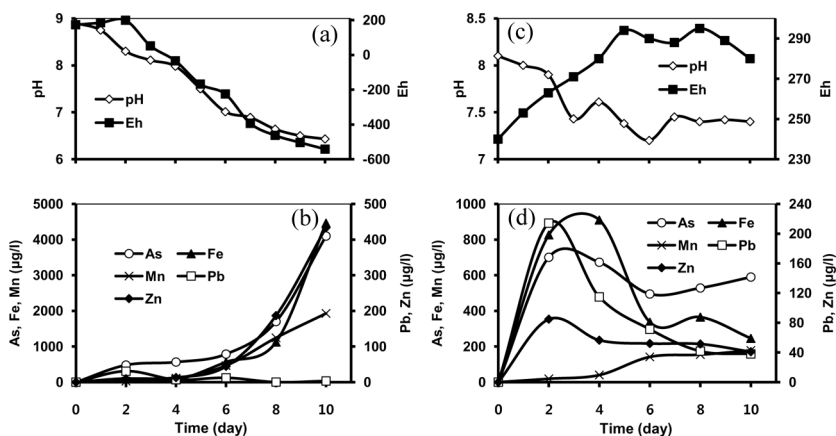 (a)
9
8
7
6
pH
200
0
-200
-400
-600
Eh
pH
Eh
(c)
8.5
8
7.5
7
pH
290
270
250
230
Eh
pH
Eh
(b)
5000
4000
3000
2000
1000
0
As, Fe, Mn (µg/l)
500
400
300
200
100
0
Pb, Zn (µg/l)
As Fe
Mn Pb
Zn
0 2 4 6 8 10
Time (day)
(d)
1000
800
600
400
200
0
As, Fe, Mn (µg/l)
240
200
160
120
80
40
0
Pb, Zn (µg/l)
As Fe
Mn Pb
Zn
0 2 4 6 8 10
Time (day)